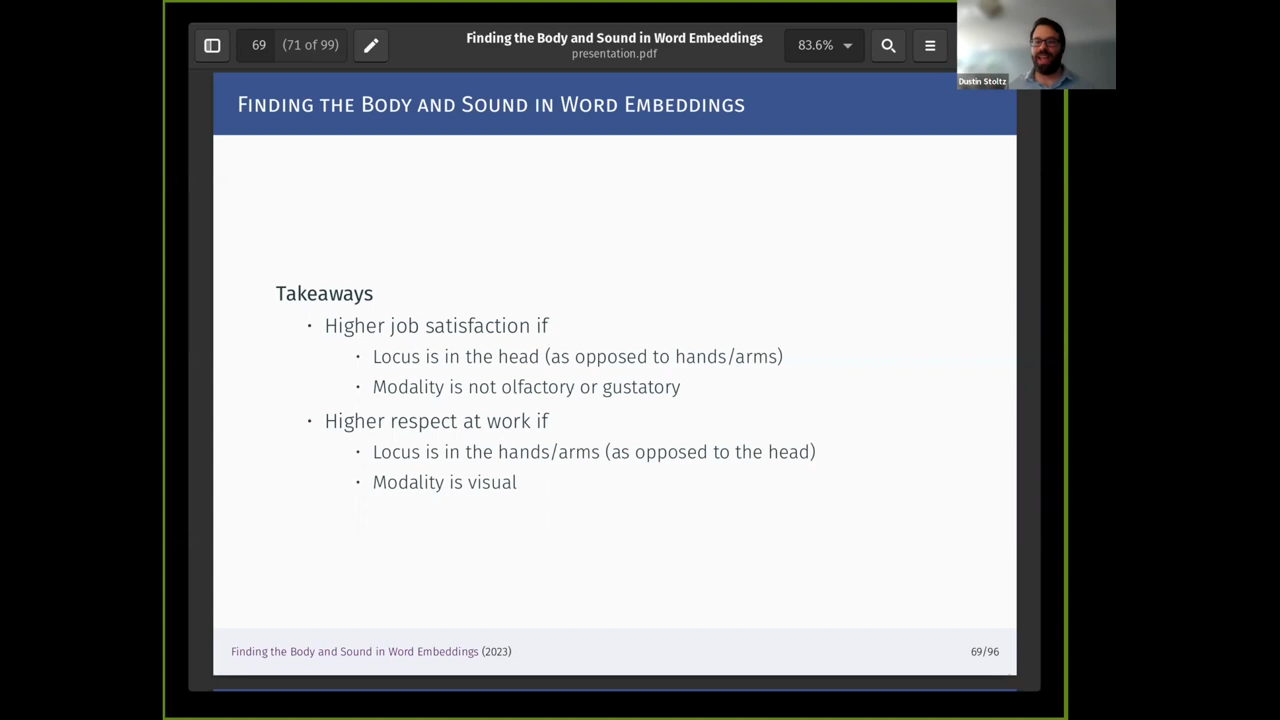 69 (71 of 99)
Finding the Body and Sound in Word Embeddings
presentation.pdf
83.6%
Dustin Stoltz
Finding the Body and Sound in Word Embeddings
Takeaways
• Higher job satisfaction if
• Locus is in the head (as opposed to hands/arms)
• Modality is not olfactory or gustatory
• Higher respect at work if
• Locus is in the hands/arms (as opposed to the head)
• Modality is visual
Finding the Body and Sound in Word Embeddings (2023)
69/96